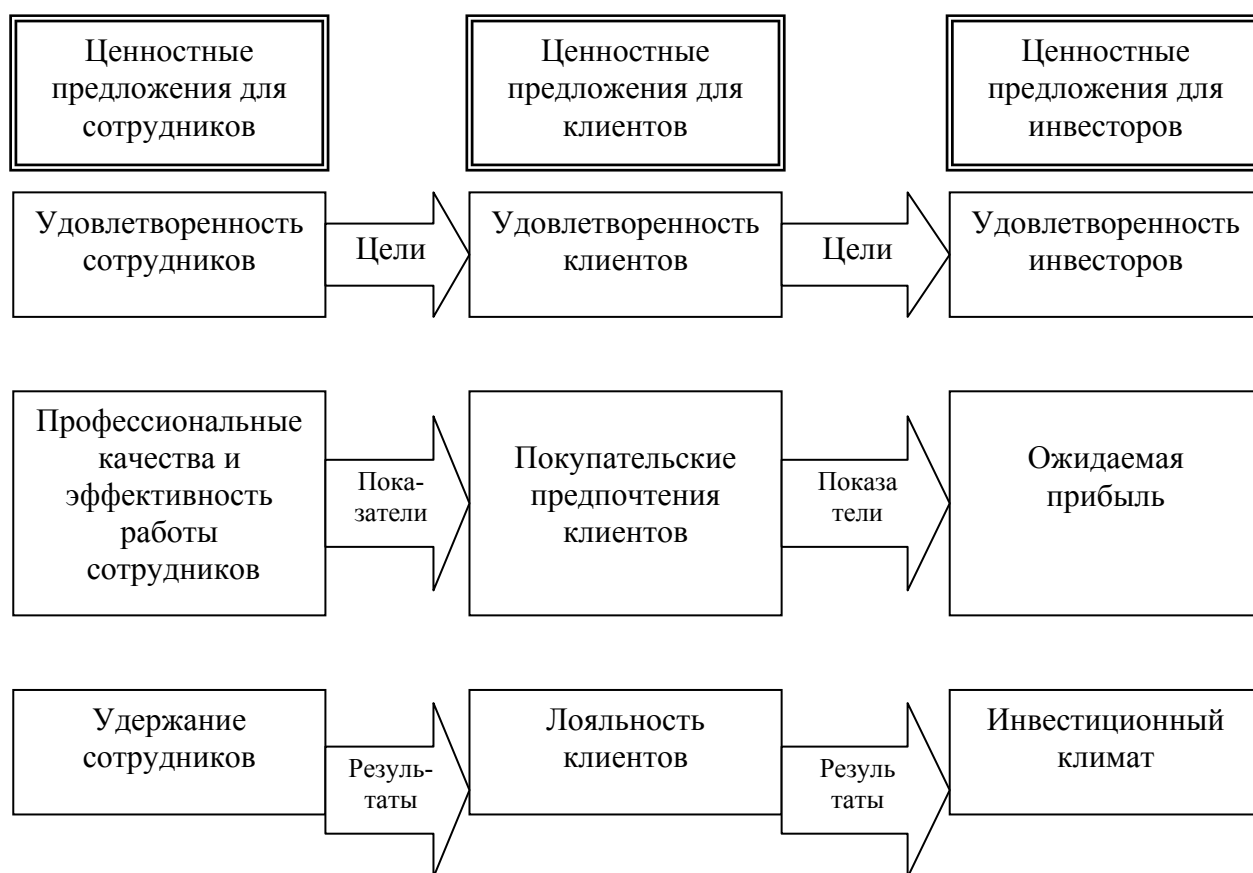 Ценностные
предложения для
сотрудников
Ценностные
предложения для
клиентов
Ценностные
предложения для
инвесторов
Удовлетворенность
сотрудников
Цели
Удовлетворенность
клиентов
Цели
Удовлетворенность
инвесторов
Профессиональные
качества и
эффективность
работы
сотрудников
Пока-
затели
Покупательские
предпочтения
клиентов
Показа
тели
Ожидаемая
прибыль
Удержание
сотрудников
Резуль-
таты
Лояльность
клиентов
Резуль
таты
Инвестиционный
климат